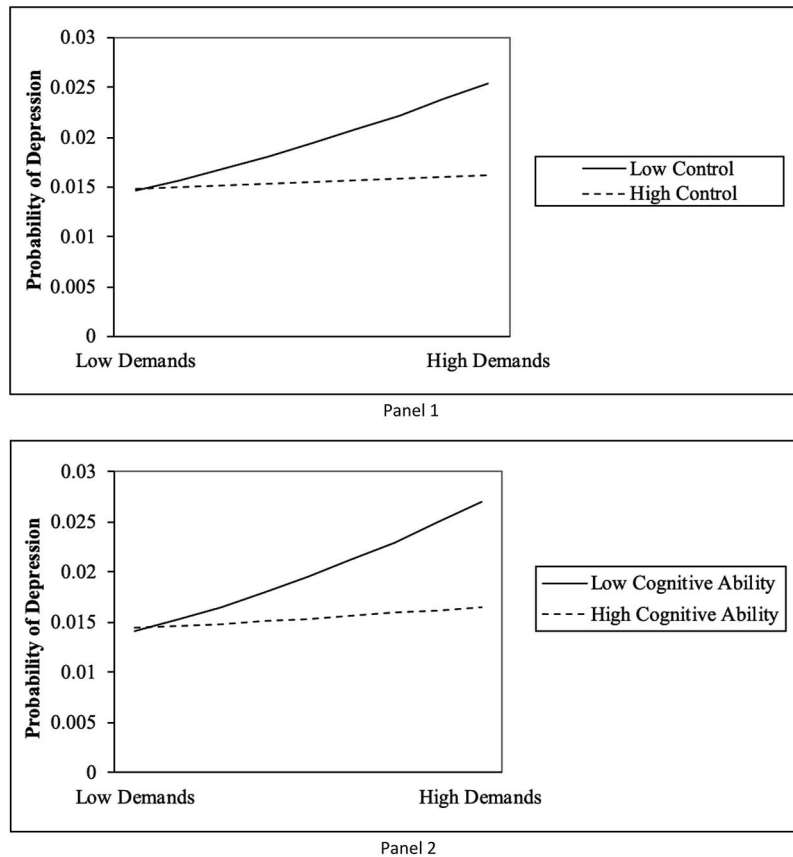 0.03
0.025
0.02
0.015
0.01
0.005
0
Probability of Depression
Low Demands
High Demands
Low Control
High Control
Panel 1
0.03
0.025
0.02
0.015
0.01
0.005
0
Probability of Depression
Low Demands
High Demands
Low Cognitive Ability
High Cognitive Ability
Panel 2